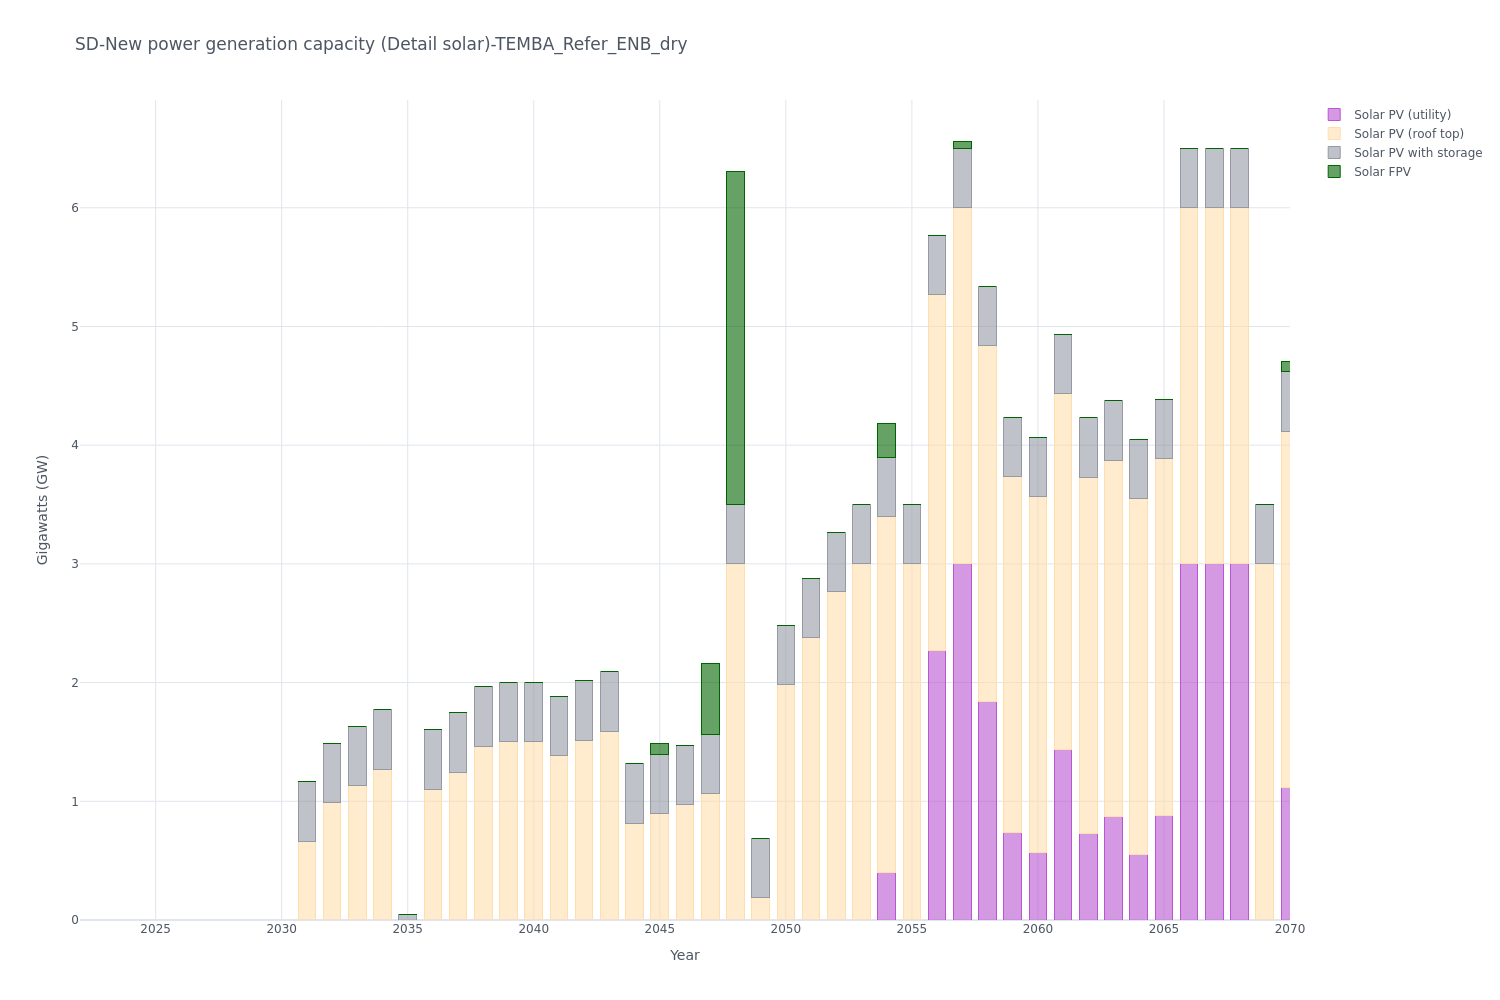 SD-New power generation capacity (Detail solar)-TEMBA_Refer_ENB_dry
Solar PV (utility)
Solar PV (roof top)
Solar PV with storage
Solar FPV
Gigawatts (GW)
6
5
4
3
2
1
0
2025 2030 2035 2040 2045 2050 2055 2060 2065 2070
Year